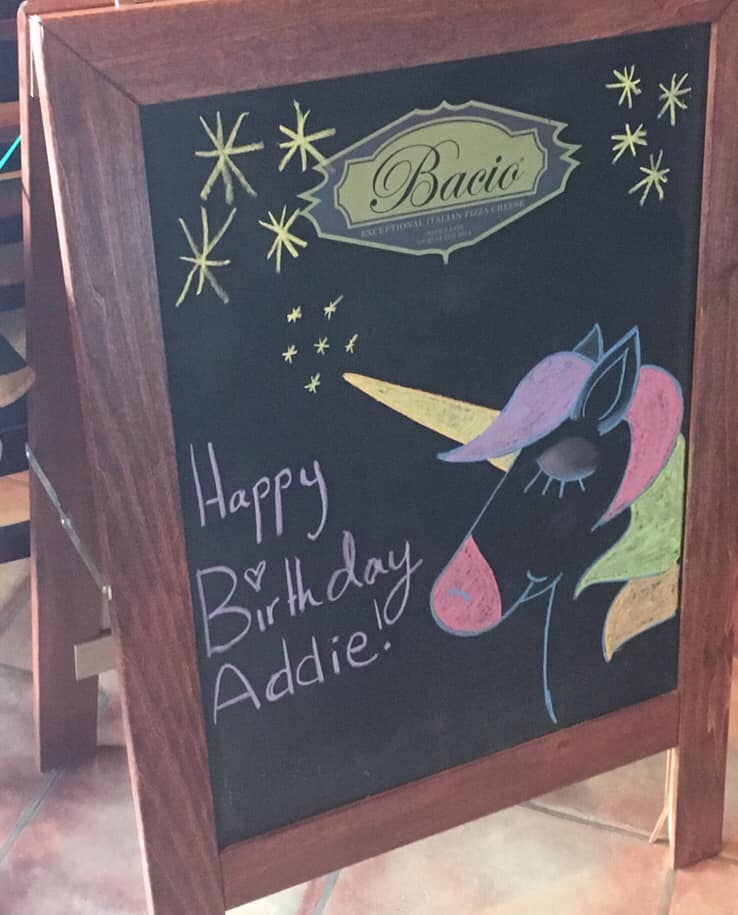 Bacio
EXCEPTIONAL ITALIAN PIZZA CHEESE
Happy
Birthday
Addie!